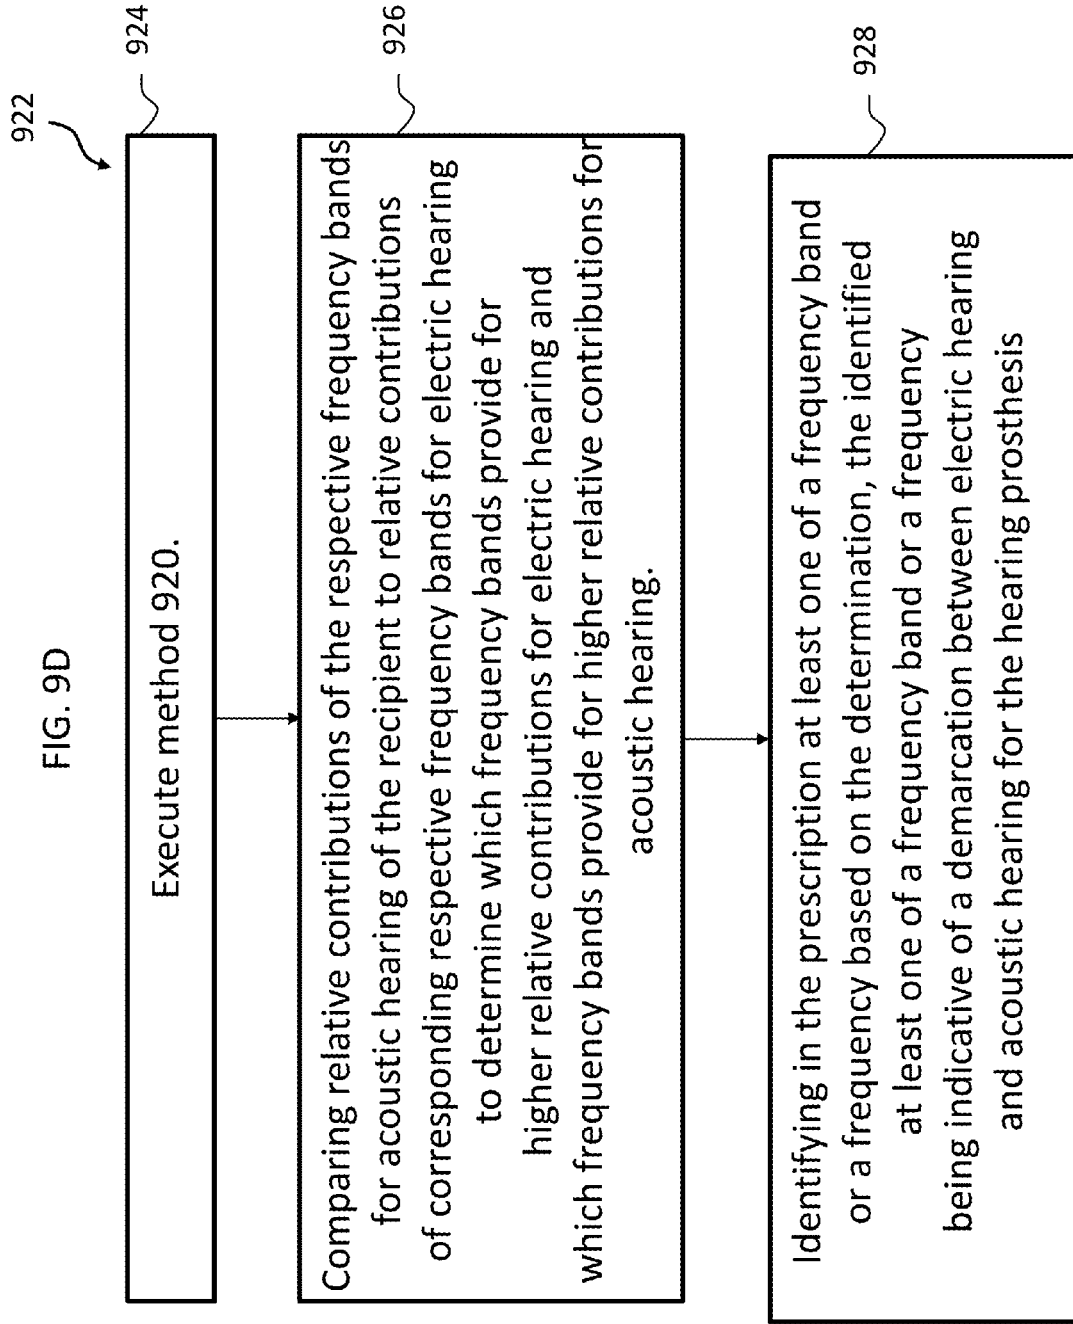 FIG. 9D
922
924
Execute method 920.
926
Comparing relative contributions of the respective frequency bands
for acoustic hearing of the recipient to relative contributions
of corresponding respective frequency bands for electric hearing
to determine which frequency bands provide for
higher relative contributions for electric hearing and
which frequency bands provide for higher relative contributions for
acoustic hearing.
928
Identifying in the prescription at least one of a frequency band
or a frequency based on the determination, the identified
at least one of a frequency band or a frequency
being indicative of a demarcation between electric hearing
and acoustic hearing for the hearing prosthesis